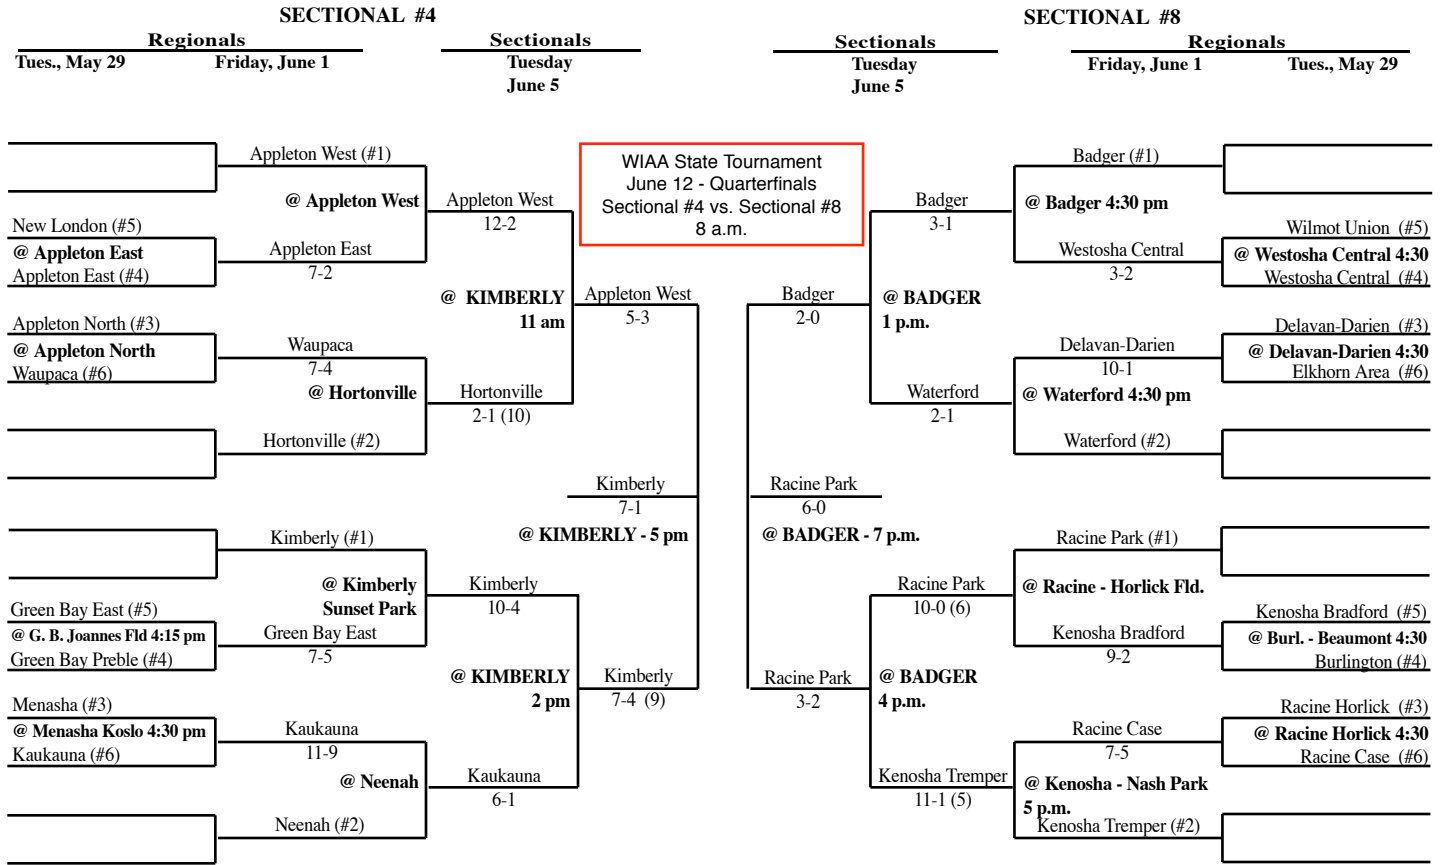 SECTIONAL #4
SECTIONAL #8
Regionals
Sectionals
Sectionals
Regionals
Tues., May 29
Friday, June 1
Tuesday
June 5
Tuesday
June 5
Friday, June 1
Tues., May 29
WIAA State Tournament
June 12 - Quarterfinals
Sectional #4 vs. Sectional #8
8 a.m.
Appleton West (#1)
@ Appleton West
New London (#5)
@ Appleton East
Appleton East (#4)
Appleton East
7-2
Appleton West
12-2
Appleton North (#3)
@ Appleton North
Waupaca (#6)
Waupaca
7-4
@ Hortonville
Hortonville (#2)
Hortonville
2-1 (10)
@ KIMBERLY
11 am
Appleton West
5-3
Kimberly
7-1
@ KIMBERLY - 5 pm
Kimberly (#1)
@ Kimberly
Sunset Park
Green Bay East (#5)
@ G. B. Joannes Fld 4:15 pm
Green Bay Preble (#4)
Green Bay East
7-5
Kimberly
10-4
Menasha (#3)
@ Menasha Koslo 4:30 pm
Kaukauna (#6)
Kaukauna
11-9
@ Neenah
Neenah (#2)
Kaukauna
6-1
@ KIMBERLY
2 pm
Kimberly
7-4 (9)
Badger (#1)
@ Badger 4:30 pm
Wilmot Union (#5)
@ Westosha Central 4:30
Westosha Central (#4)
Westosha Central
3-2
Badger
3-1
Delavan-Darien (#3)
@ Delavan-Darien 4:30
Elkhorn Area (#6)
Delavan-Darien
10-1
@ Waterford 4:30 pm
Waterford (#2)
Waterford
2-1
@ BADGER
1 p.m.
Badger
2-0
Racine Park
6-0
@ BADGER - 7 p.m.
Racine Park (#1)
@ Racine - Horlick Fld.
Kenosha Bradford (#5)
@ Burl. - Beaumont 4:30
Burlington (#4)
Kenosha Bradford
9-2
Racine Park
10-0 (6)
Racine Horlick (#3)
@ Racine Horlick 4:30
Racine Case (#6)
Racine Case
7-5
@ Kenosha - Nash Park
5 p.m.
Kenosha Tremper (#2)
Kenosha Tremper
11-1 (5)
@ BADGER
4 p.m.
Racine Park
3-2